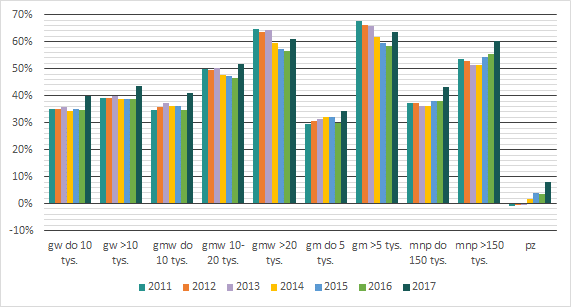 70%
60%
50%
40%
30%
20%
10%
0%
-10%
gw do 10 tys.
gw >10 tys.
gmw do 10 tys.
gmw 10-20 tys.
gmw >20 tys.
gm do 5 tys.
gm >5 tys.
mnp do 150 tys.
mnp >150 tys.
pz
2011 2012 2013 2014 2015 2016 2017